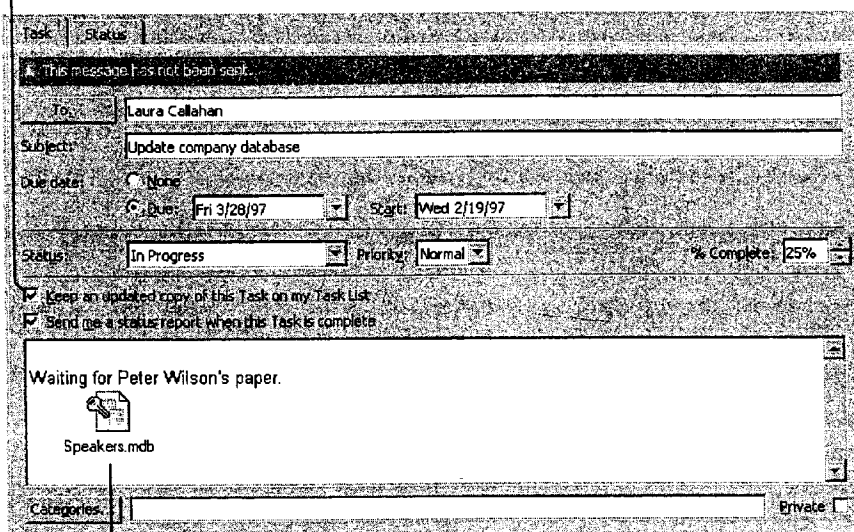 Task Status
This message has not been sent.
To... Laura Callahan
Subject: Update company database
Due date: None
Due: Fri 3/28/97 Start: Wed 2/19/97
Status: In Progress Priority: Normal % Complete: 25%
Keep an updated copy of this Task on my Task List
Send me a status report when this Task is complete
Waiting for Peter Wilson's paper.
Speakers.mdb
Categories... Private